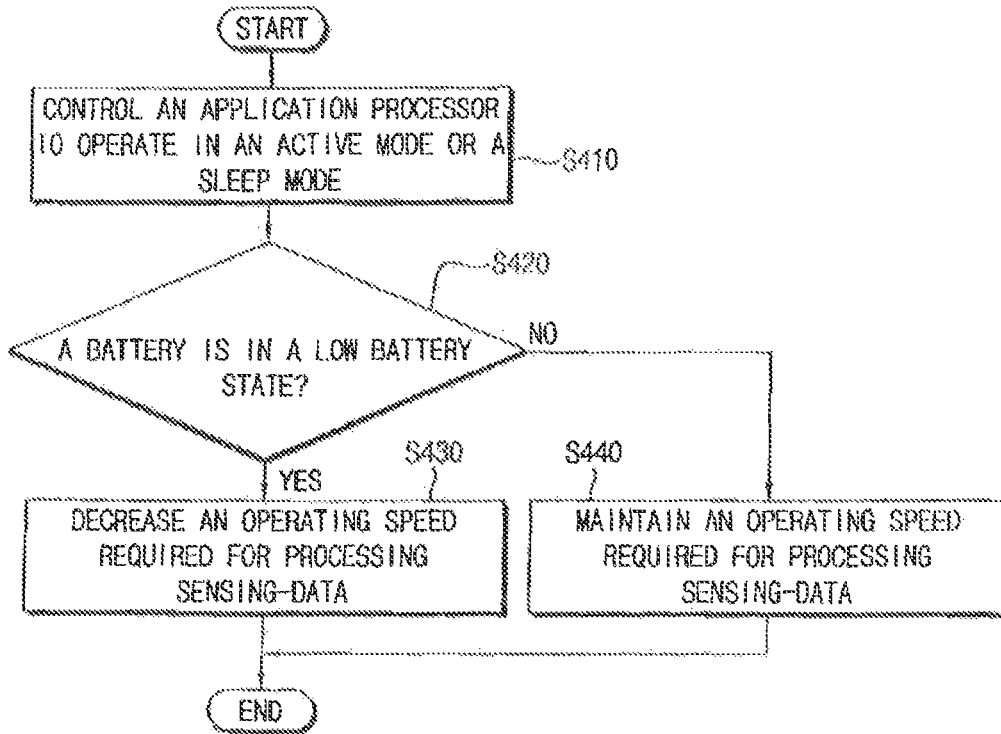 START
CONTROL AN APPLICATION PROCESSOR
TO OPERATE IN AN ACTIVE MODE OR A
SLEEP MODE
S410
S420
A BATTERY IS IN A LOW BATTERY
STATE?
NO
YES
S430
DECREASE AN OPERATING SPEED
REQUIRED FOR PROCESSING
SENSING-DATA
S440
MAINTAIN AN OPERATING SPEED
REQUIRED FOR PROCESSING
SENSING-DATA
END